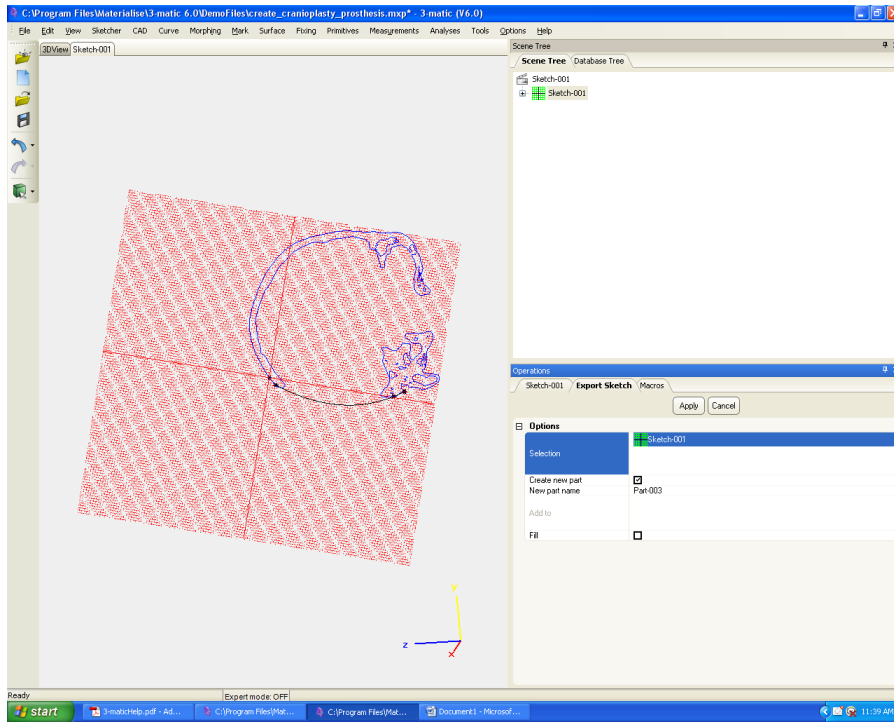 C:\Program Files\Materialise\3-matic 6.0\DemoFiles\create_cranioplasty_prosthesis.mxp* - 3-matic (V6.0)
File Edit View Sketcher CAD Curve Morphing Mark Surface Fixing Primitives Measurements Analyses Tools Options Help
3DView Sketch-001
Scene Tree
Scene Tree Database Tree
Sketch-001
Sketch-001
Operations
Sketch-001 Export Sketch Macros
Apply Cancel
Options
Selection Sketch-001
Create new part
New part name Part-003
Add to
Fill
y
z
x
Ready Expert mode: OFF
start 3-maticHelp.pdf - Ad... C:\Program Files\Mat... C:\Program Files\Mat... Document1 - Microsof... 11:39 AM